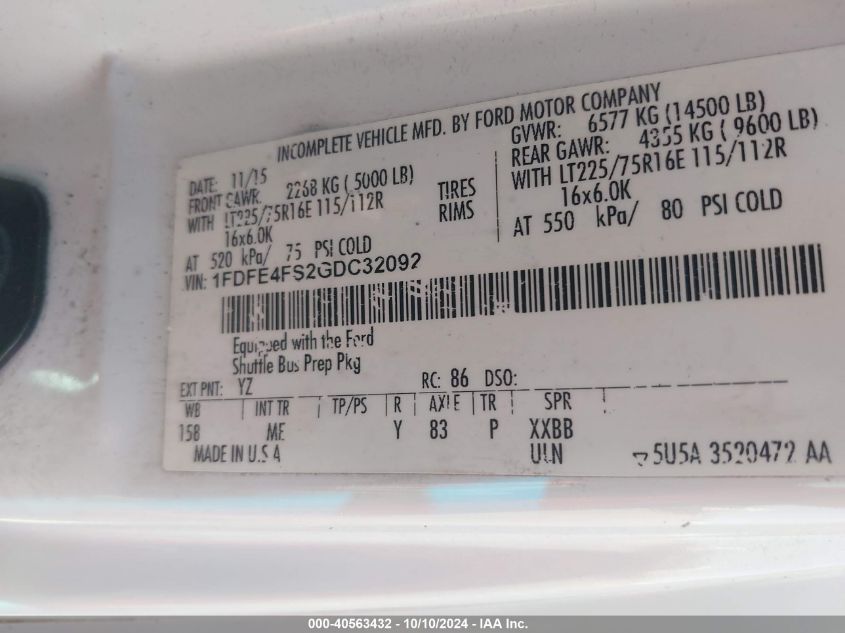 INCOMPLETE VEHICLE MFD. BY FORD MOTOR COMPANY
DATE: 11/15
GVWR: 6577 KG (14500 LB)
FRONT GAWR: 2268 KG (5000 LB)
REAR GAWR: 4355 KG (9600 LB)
WITH LT225/75R16E 115/112R TIRES WITH LT225/75R16E 115/112R
16x6.0K RIMS 16x6.0K
AT 520 kPa/ 75 PSI COLD AT 550 kPa/ 80 PSI COLD
VIN: 1FDFE4FS2GDC32092
Equipped with the Ford
Shuttle Bus Prep Pkg
EXT PNT: YZ RC: 86 DSO:
WB INT TR TP/PS R AXLE TR SPR
158 ME Y 83 P XXBB
MADE IN U.S.A ULN 5U5A 3520472 AA
000-40563432 - 10/10/2024 - IAA Inc.